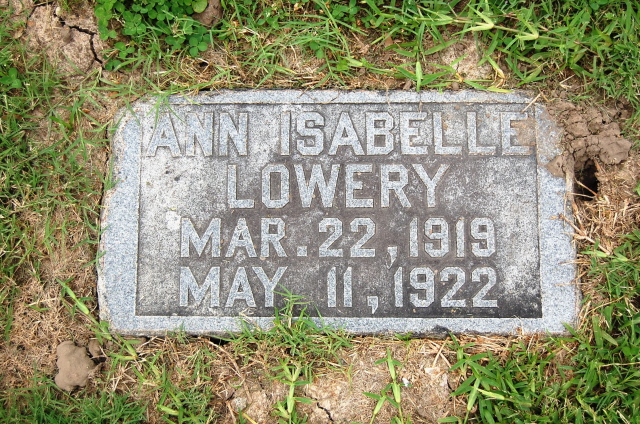 ANN ISABELLE
LOWERY
MAR. 22, 1919
MAY 11, 1922